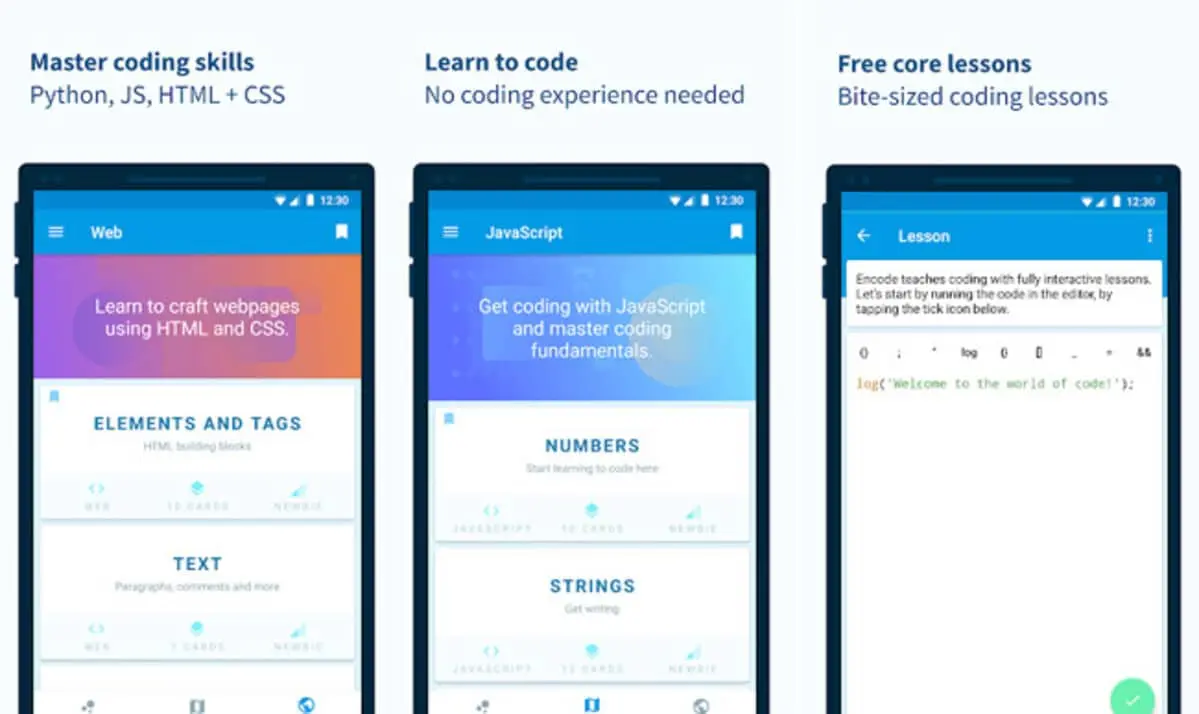 Master coding skills
Python, JS, HTML + CSS
12:30
Web
Learn to craft webpages
using HTML and CSS.
ELEMENTS AND TAGS
HTML building blocks
WEB
CARDS
NEWBIE
TEXT
Paragraphs, comments and more
WEB
CARDS
NEWBIE
Learn to code
No coding experience needed
12:30
JavaScript
Get coding with JavaScript
and master coding
fundamentals.
NUMBERS
Start learning to code here
JAVASCRIPT
CARDS
NEWBIE
STRINGS
Get writing
JAVASCRIPT
CARDS
NEWBIE
Free core lessons
Bite-sized coding lessons
12:30
Lesson
Encode teaches coding with fully interactive lessons.
Let's start by running the code in the editor, by
tapping the tick icon below.
; log _ &&
log('Welcome to the world of code!');